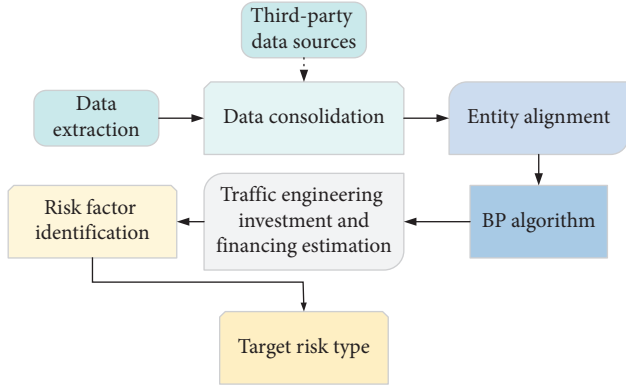 Third-party
data sources
Data
extraction
Data consolidation
Entity alignment
Risk factor
identification
Traffic engineering
investment and
financing estimation
BP algorithm
Target risk type